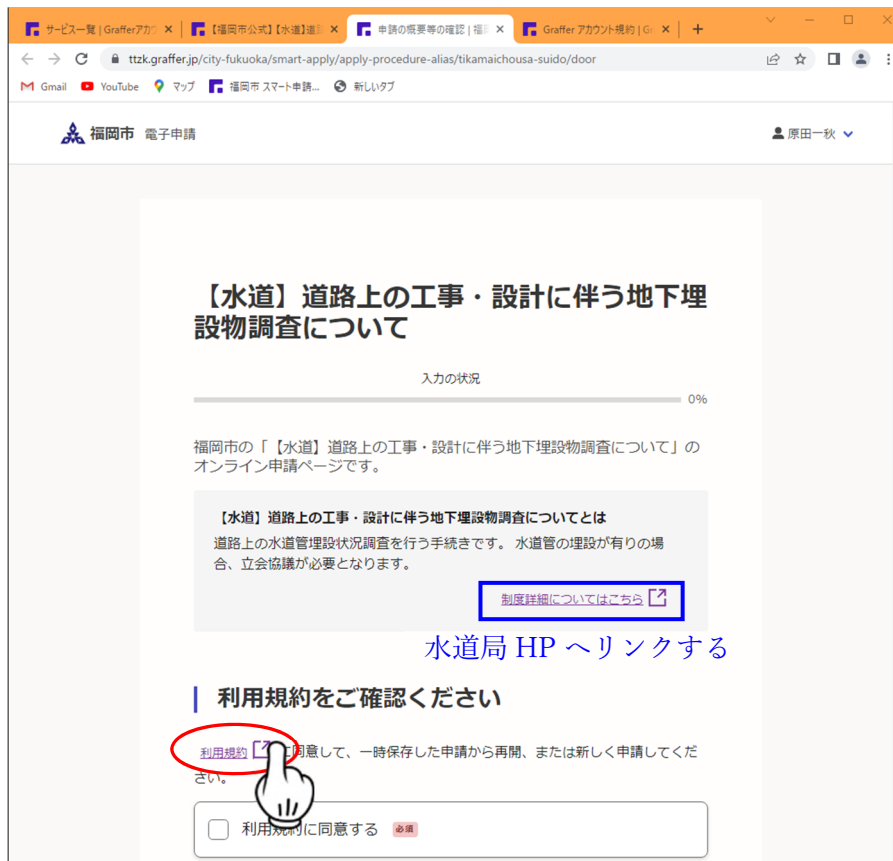 サービス一覧 | Grafferアカウ
【福岡市公式】【水道】道路
申請の概要等の確認 | 福岡
Graffer アカウント規約 | Gr
ttzk.graffer.jp/city-fukuoka/smart-apply/apply-procedure-alias/tikamaichousa-suido/door
Gmail YouTube マップ 福岡市 スマート申請... 新しいタブ
福岡市 電子申請
原田一秋
【水道】道路上の工事・設計に伴う地下埋
設物調査について
入力の状況
0%
福岡市の「【水道】道路上の工事・設計に伴う地下埋設物調査について」の
オンライン申請ページです。
【水道】道路上の工事・設計に伴う地下埋設物調査についてとは
道路上の水道管埋設状況調査を行う手続きです。 水道管の埋設が有りの場
合、立会協議が必要となります。
制度詳細についてはこちら
水道局 HP へリンクする
利用規約をご確認ください
利用規約 に同意して、一時保存した申請から再開、または新しく申請してくだ
さい。
利用規約に同意する 必須